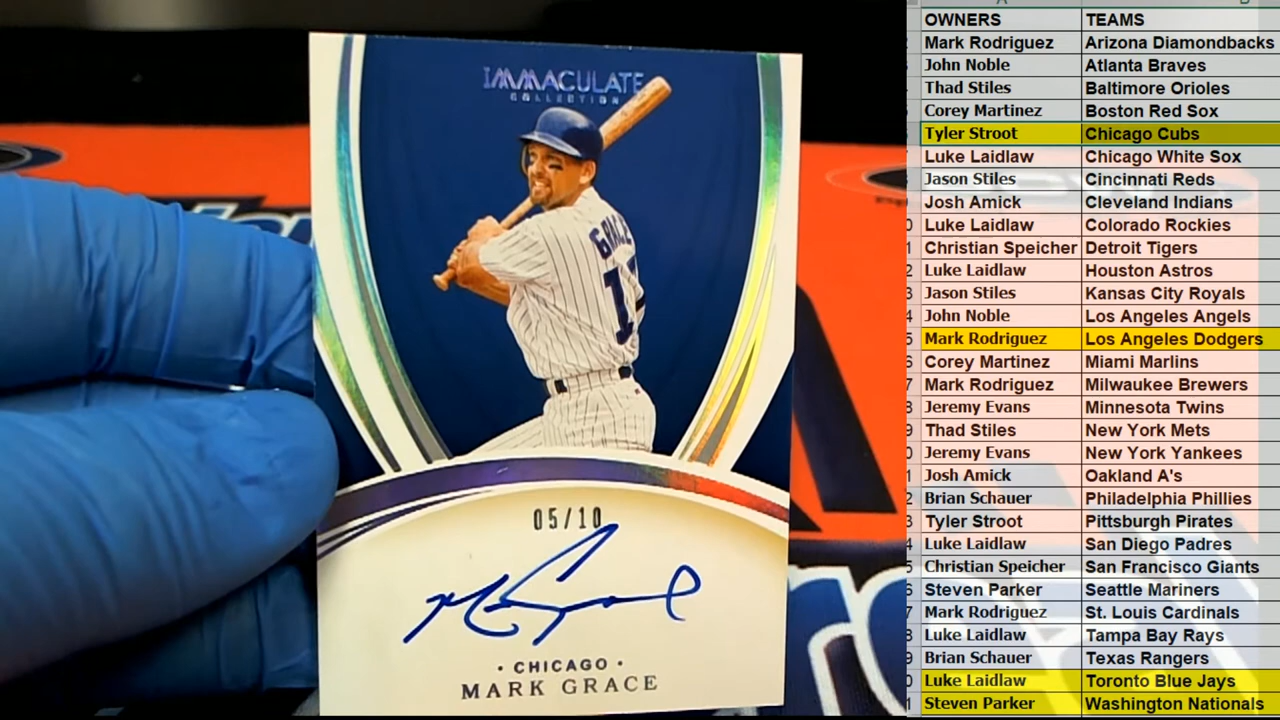 IMMACULATE
COLLECTION
GRACE
17
05/10
· CHICAGO ·
MARK GRACE
OWNERS TEAMS
Mark Rodriguez Arizona Diamondbacks
John Noble Atlanta Braves
Thad Stiles Baltimore Orioles
Corey Martinez Boston Red Sox
Tyler Stroot Chicago Cubs
Luke Laidlaw Chicago White Sox
Jason Stiles Cincinnati Reds
Josh Amick Cleveland Indians
Luke Laidlaw Colorado Rockies
Christian Speicher Detroit Tigers
Luke Laidlaw Houston Astros
Jason Stiles Kansas City Royals
John Noble Los Angeles Angels
Mark Rodriguez Los Angeles Dodgers
Corey Martinez Miami Marlins
Mark Rodriguez Milwaukee Brewers
Jeremy Evans Minnesota Twins
Thad Stiles New York Mets
Jeremy Evans New York Yankees
Josh Amick Oakland A's
Brian Schauer Philadelphia Phillies
Tyler Stroot Pittsburgh Pirates
Luke Laidlaw San Diego Padres
Christian Speicher San Francisco Giants
Steven Parker Seattle Mariners
Mark Rodriguez St. Louis Cardinals
Luke Laidlaw Tampa Bay Rays
Brian Schauer Texas Rangers
Luke Laidlaw Toronto Blue Jays
Steven Parker Washington Nationals